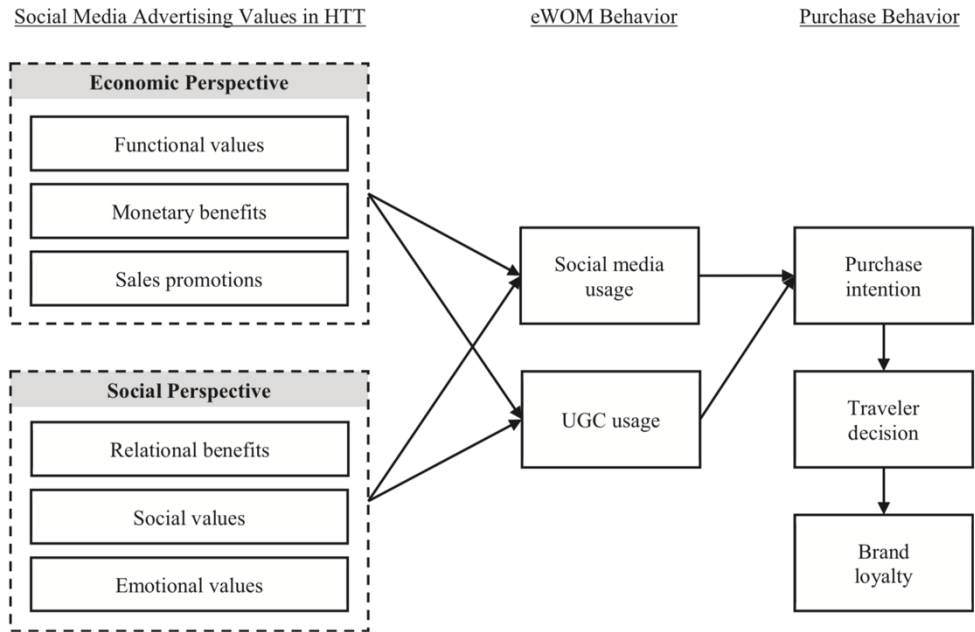 Social Media Advertising Values in HTT
eWOM Behavior
Purchase Behavior
Economic Perspective
Functional values
Monetary benefits
Sales promotions
Social Perspective
Relational benefits
Social values
Emotional values
Social media
usage
UGC usage
Purchase
intention
Traveler
decision
Brand
loyalty